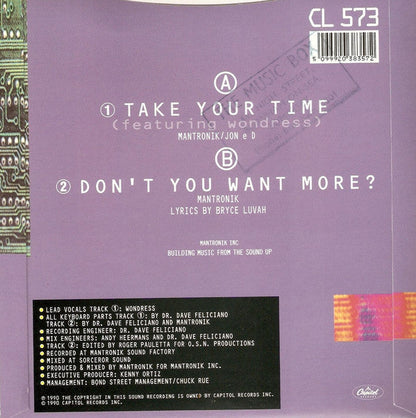 CL 573
5 099920 383572
A
① TAKE YOUR TIME
(featuring wondress)
MANTRONIK/JON e D
B
② DON'T YOU WANT MORE?
MANTRONIK
LYRICS BY BRYCE LUVAH
MANTRONIK INC
BUILDING MUSIC FROM THE SOUND UP
MUSIC BOX
● LEAD VOCALS TRACK ①: WONDRESS
● ALL KEYBOARD PARTS TRACK ①: BY DR. DAVE FELICIANO
TRACK ②: BY DR. DAVE FELICIANO AND MANTRONIK
● RECORDING ENGINEER: DR. DAVE FELICIANO
● MIX ENGINEERS: ANDY HEERMANS AND DR. DAVE FELICIANO
● TRACK ②: EDITED BY ROGER PAULETTA FOR O.S.N. PRODUCTIONS
● RECORDED AT MANTRONIK SOUND FACTORY
● MIXED AT SORCEROR SOUND
● PRODUCED & MIXED BY MANTRONIK FOR MANTRONIK INC.
● EXECUTIVE PRODUCER: KENNY ORTIZ
● MANAGEMENT: BOND STREET MANAGEMENT/CHUCK RUE
℗ 1990 THE COPYRIGHT IN THIS SOUND RECORDING IS OWNED BY CAPITOL RECORDS INC.
© 1990 CAPITOL RECORDS INC.
Capitol